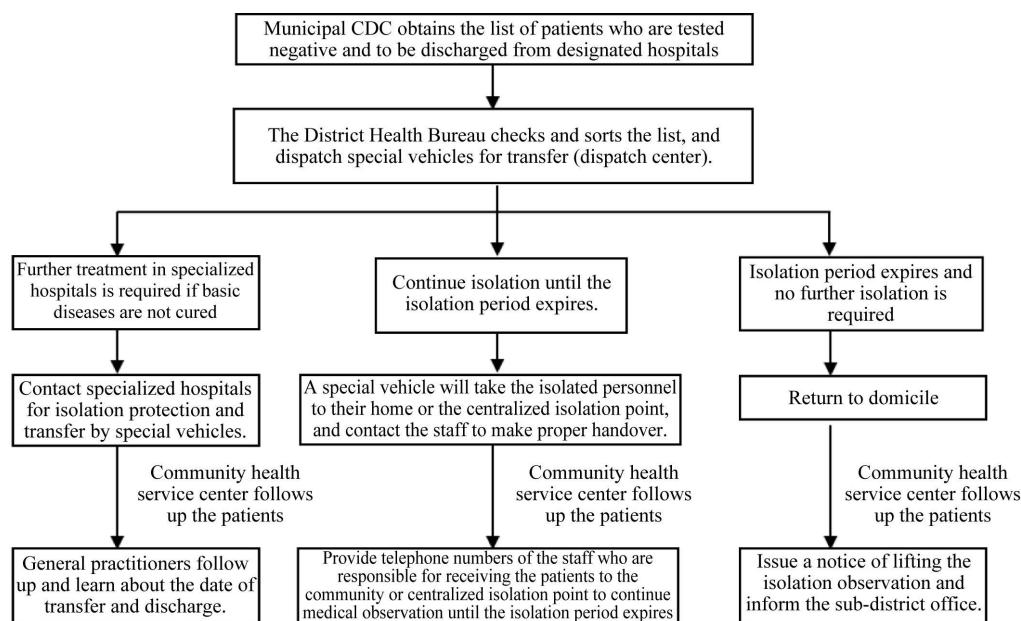 Municipal CDC obtains the list of patients who are tested
negative and to be discharged from designated hospitals
The District Health Bureau checks and sorts the list, and
dispatch special vehicles for transfer (dispatch center).
Further treatment in specialized
hospitals is required if basic
diseases are not cured
Continue isolation until the
isolation period expires.
Isolation period expires and
no further isolation is
required
Contact specialized hospitals
for isolation protection and
transfer by special vehicles.
A special vehicle will take the isolated personnel
to their home or the centralized isolation point,
and contact the staff to make proper handover.
Return to domicile
Community health
service center follows
up the patients
Community health
service center follows
up the patients
Community health
service center follows
up the patients
General practitioners follow
up and learn about the date of
transfer and discharge.
Provide telephone numbers of the staff who are
responsible for receiving the patients to the
community or centralized isolation point to continue
medical observation until the isolation period expires
Issue a notice of lifting the
isolation observation and
inform the sub-district office.